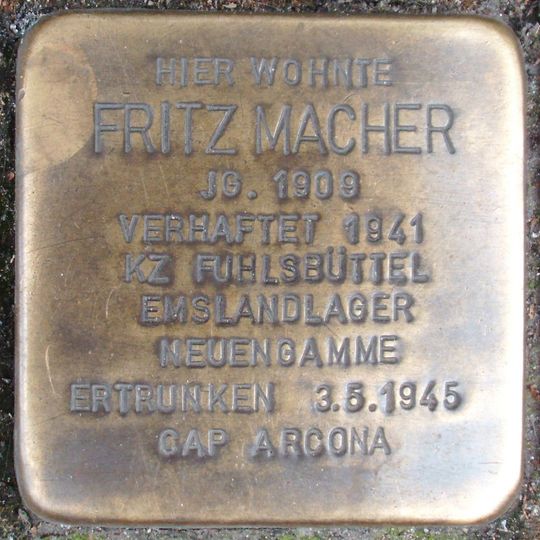 HIER WOHNTE
FRITZ MACHER
JG. 1909
VERHAFTET 1941
KZ FUHLSBÜTTEL
EMSLANDLAGER
NEUENGAMME
ERTRUNKEN 3.5.1945
CAP ARCONA